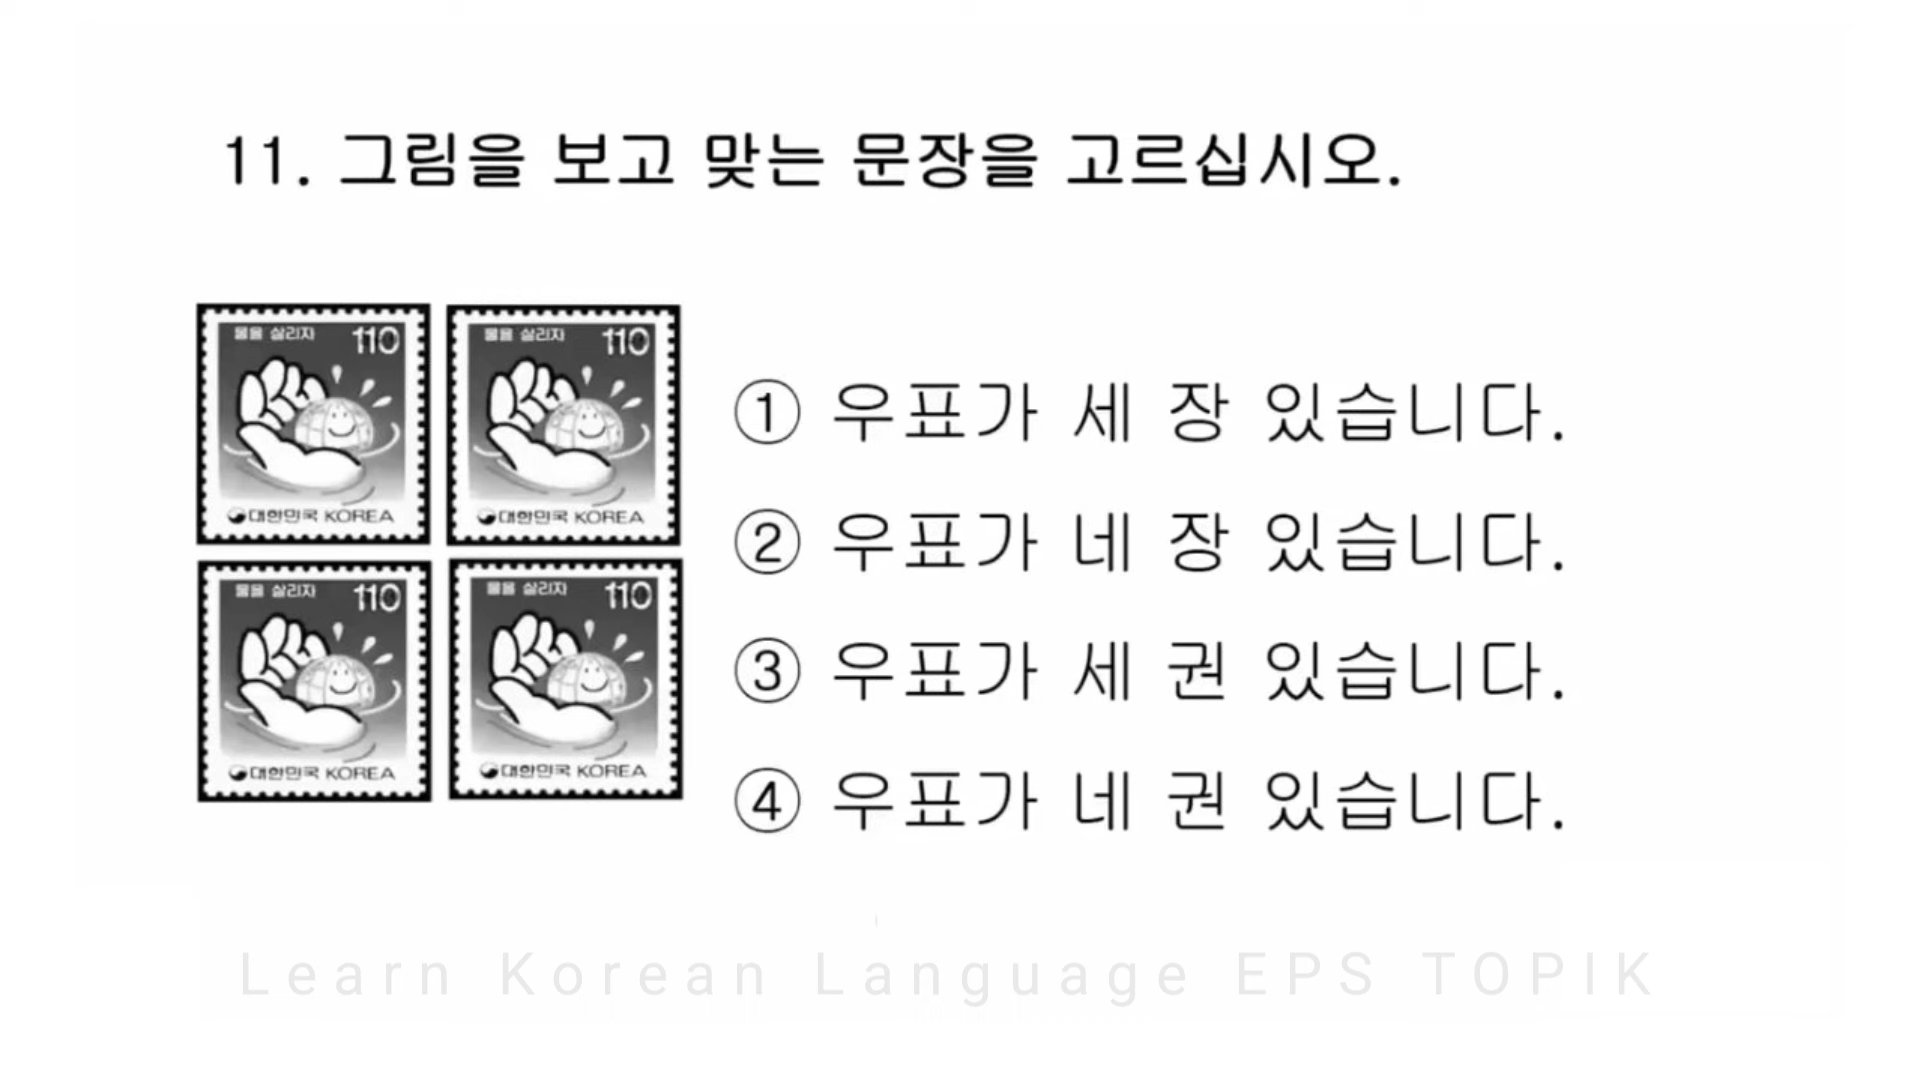 11. 그림을 보고 맞는 문장을 고르십시오.
물을 살리자 110
대한민국 KOREA
물을 살리자 110
대한민국 KOREA
물을 살리자 110
대한민국 KOREA
물을 살리자 110
대한민국 KOREA
① 우표가 세 장 있습니다.
② 우표가 네 장 있습니다.
③ 우표가 세 권 있습니다.
④ 우표가 네 권 있습니다.
Learn Korean Language EPS TOPIK